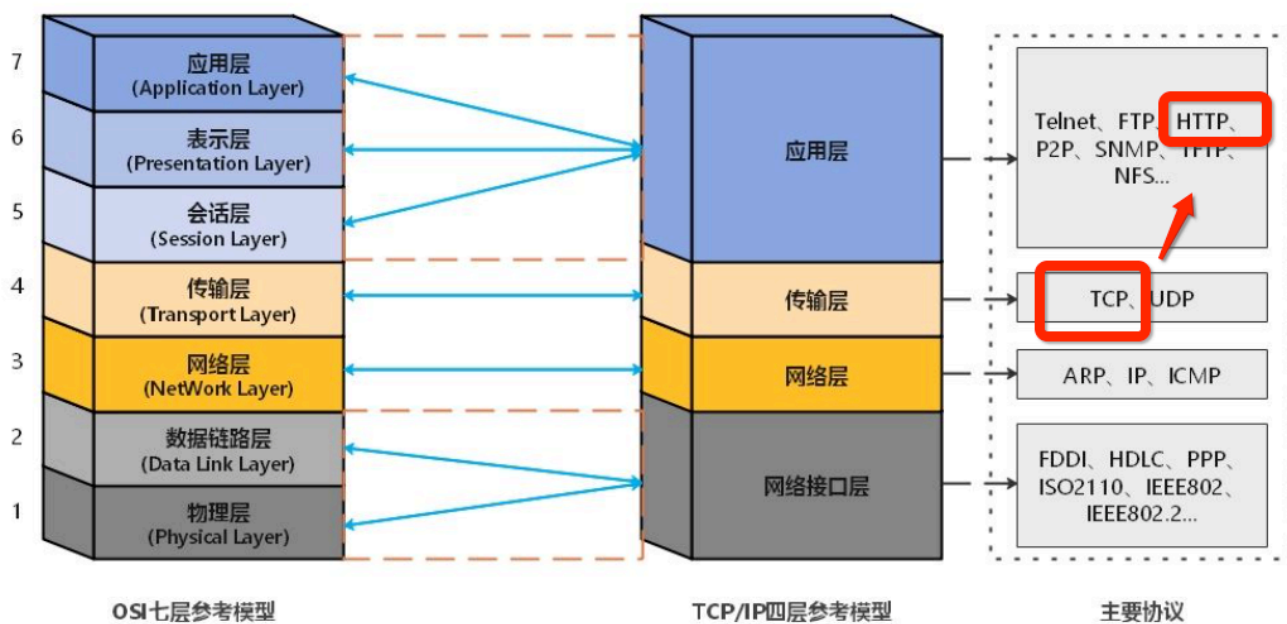 7
应用层
(Application Layer)
6
表示层
(Presentation Layer)
5
会话层
(Session Layer)
4
传输层
(Transport Layer)
3
网络层
(NetWork Layer)
2
数据链路层
(Data Link Layer)
1
物理层
(Physical Layer)
OSI七层参考模型
应用层
传输层
网络层
网络接口层
TCP/IP四层参考模型
Telnet、FTP、HTTP、
P2P、SNMP、TFTP、
NFS...
TCP、UDP
ARP、IP、ICMP
FDDI、HDLC、PPP、
ISO2110、IEEE802、
IEEE802.2...
主要协议